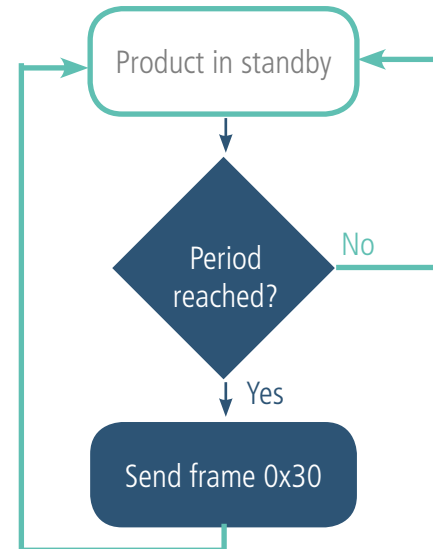 Product in standby
Period
reached?
No
Yes
Send frame 0x30